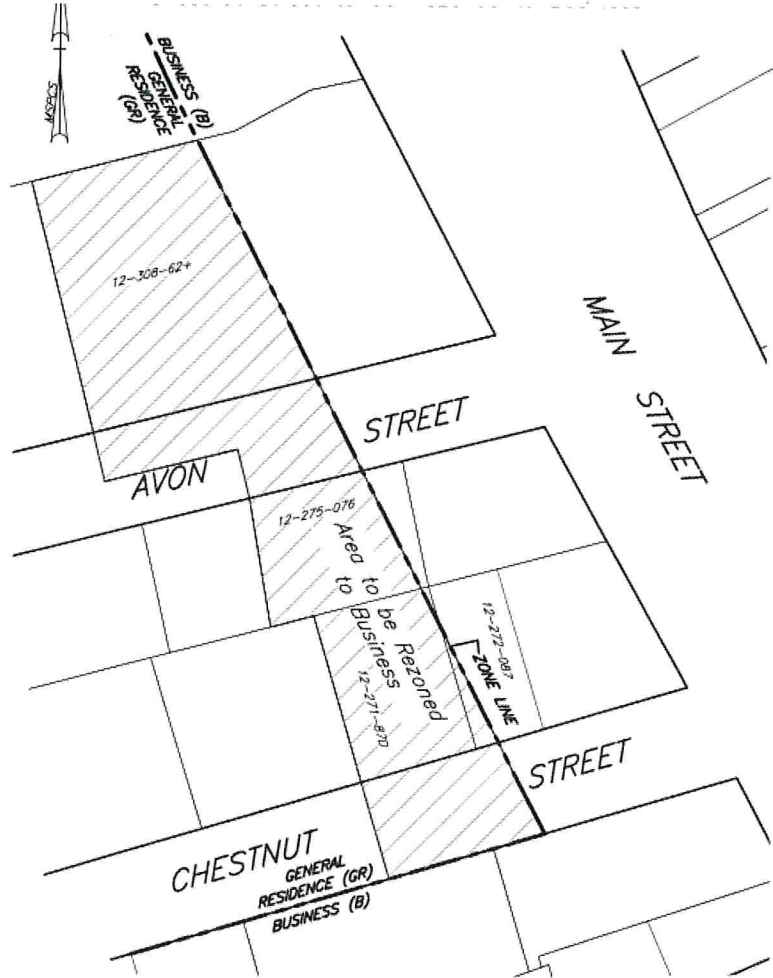 MASPCS
BUSINESS (B)
GENERAL
RESIDENCE
(GR)
12-308-62+
MAIN
STREET
AVON
STREET
12-275-076
Area to be Rezoned
to Business
12-271-87D
12-272-087
ZONE LINE
CHESTNUT
STREET
GENERAL
RESIDENCE (GR)
BUSINESS (B)